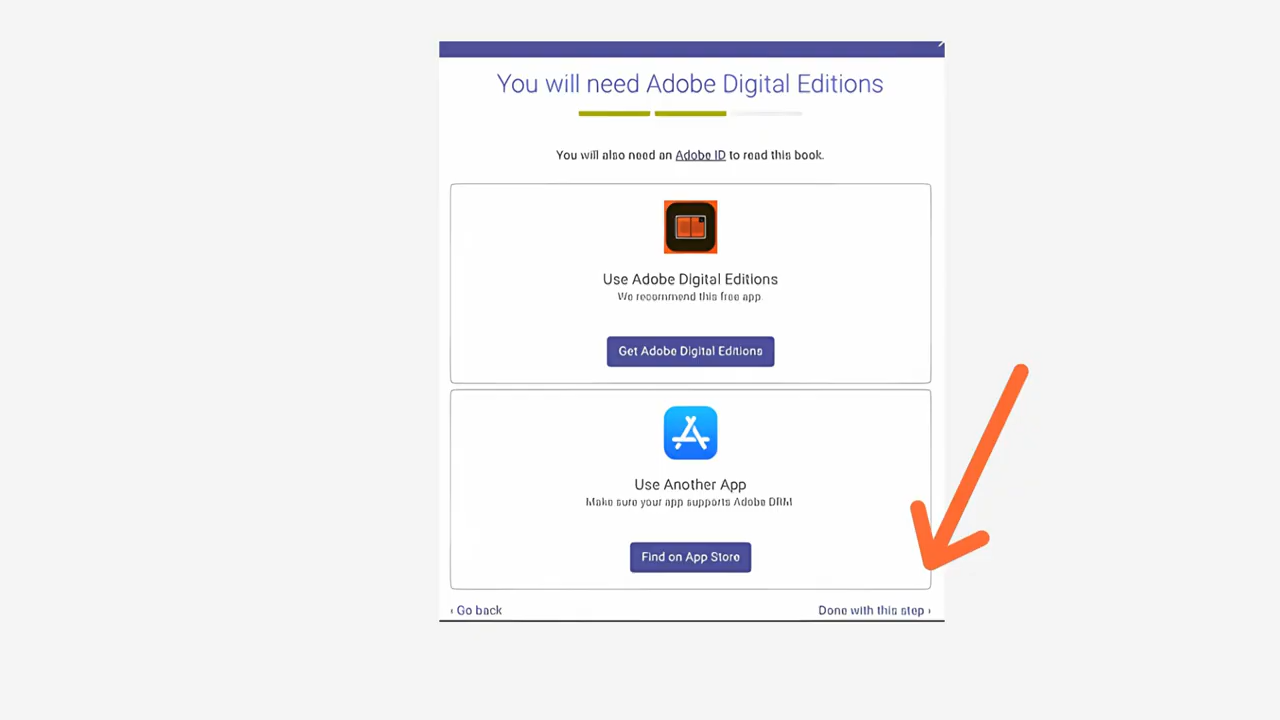 You will need Adobe Digital Editions
You will also need an Adobe ID to read this book.
Use Adobe Digital Editions
We recommend this free app
Get Adobe Digital Editions
Use Another App
Make sure your app supports Adobe DRM
Find on App Store
‹ Go back
Done with this step ›